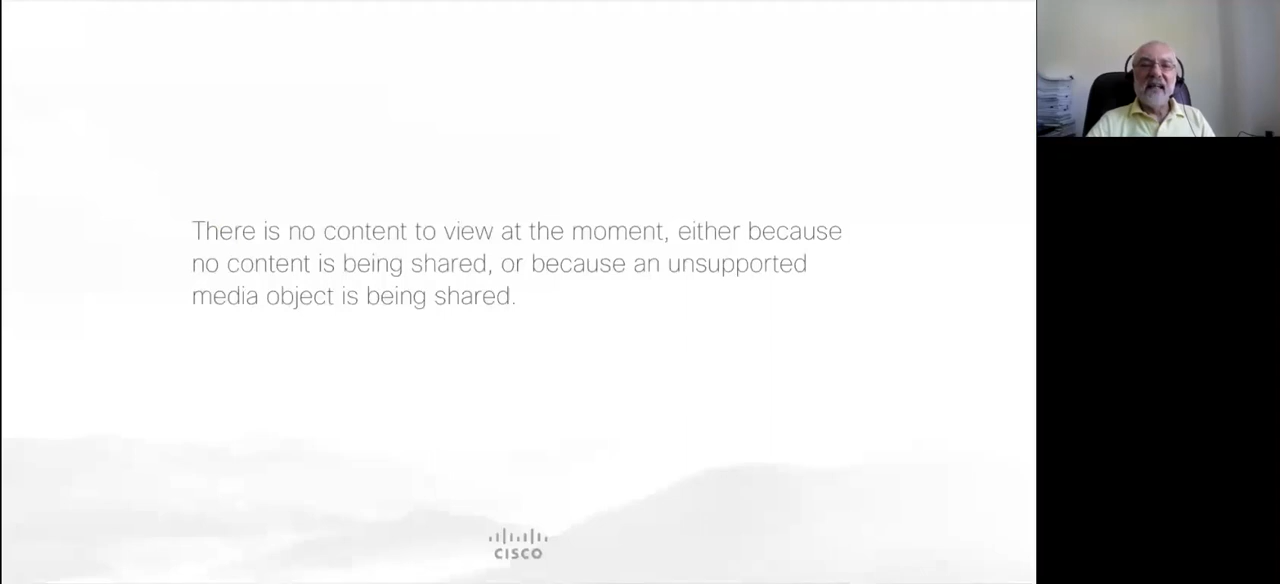 There is no content to view at the moment, either because
no content is being shared, or because an unsupported
media object is being shared.
CISCO